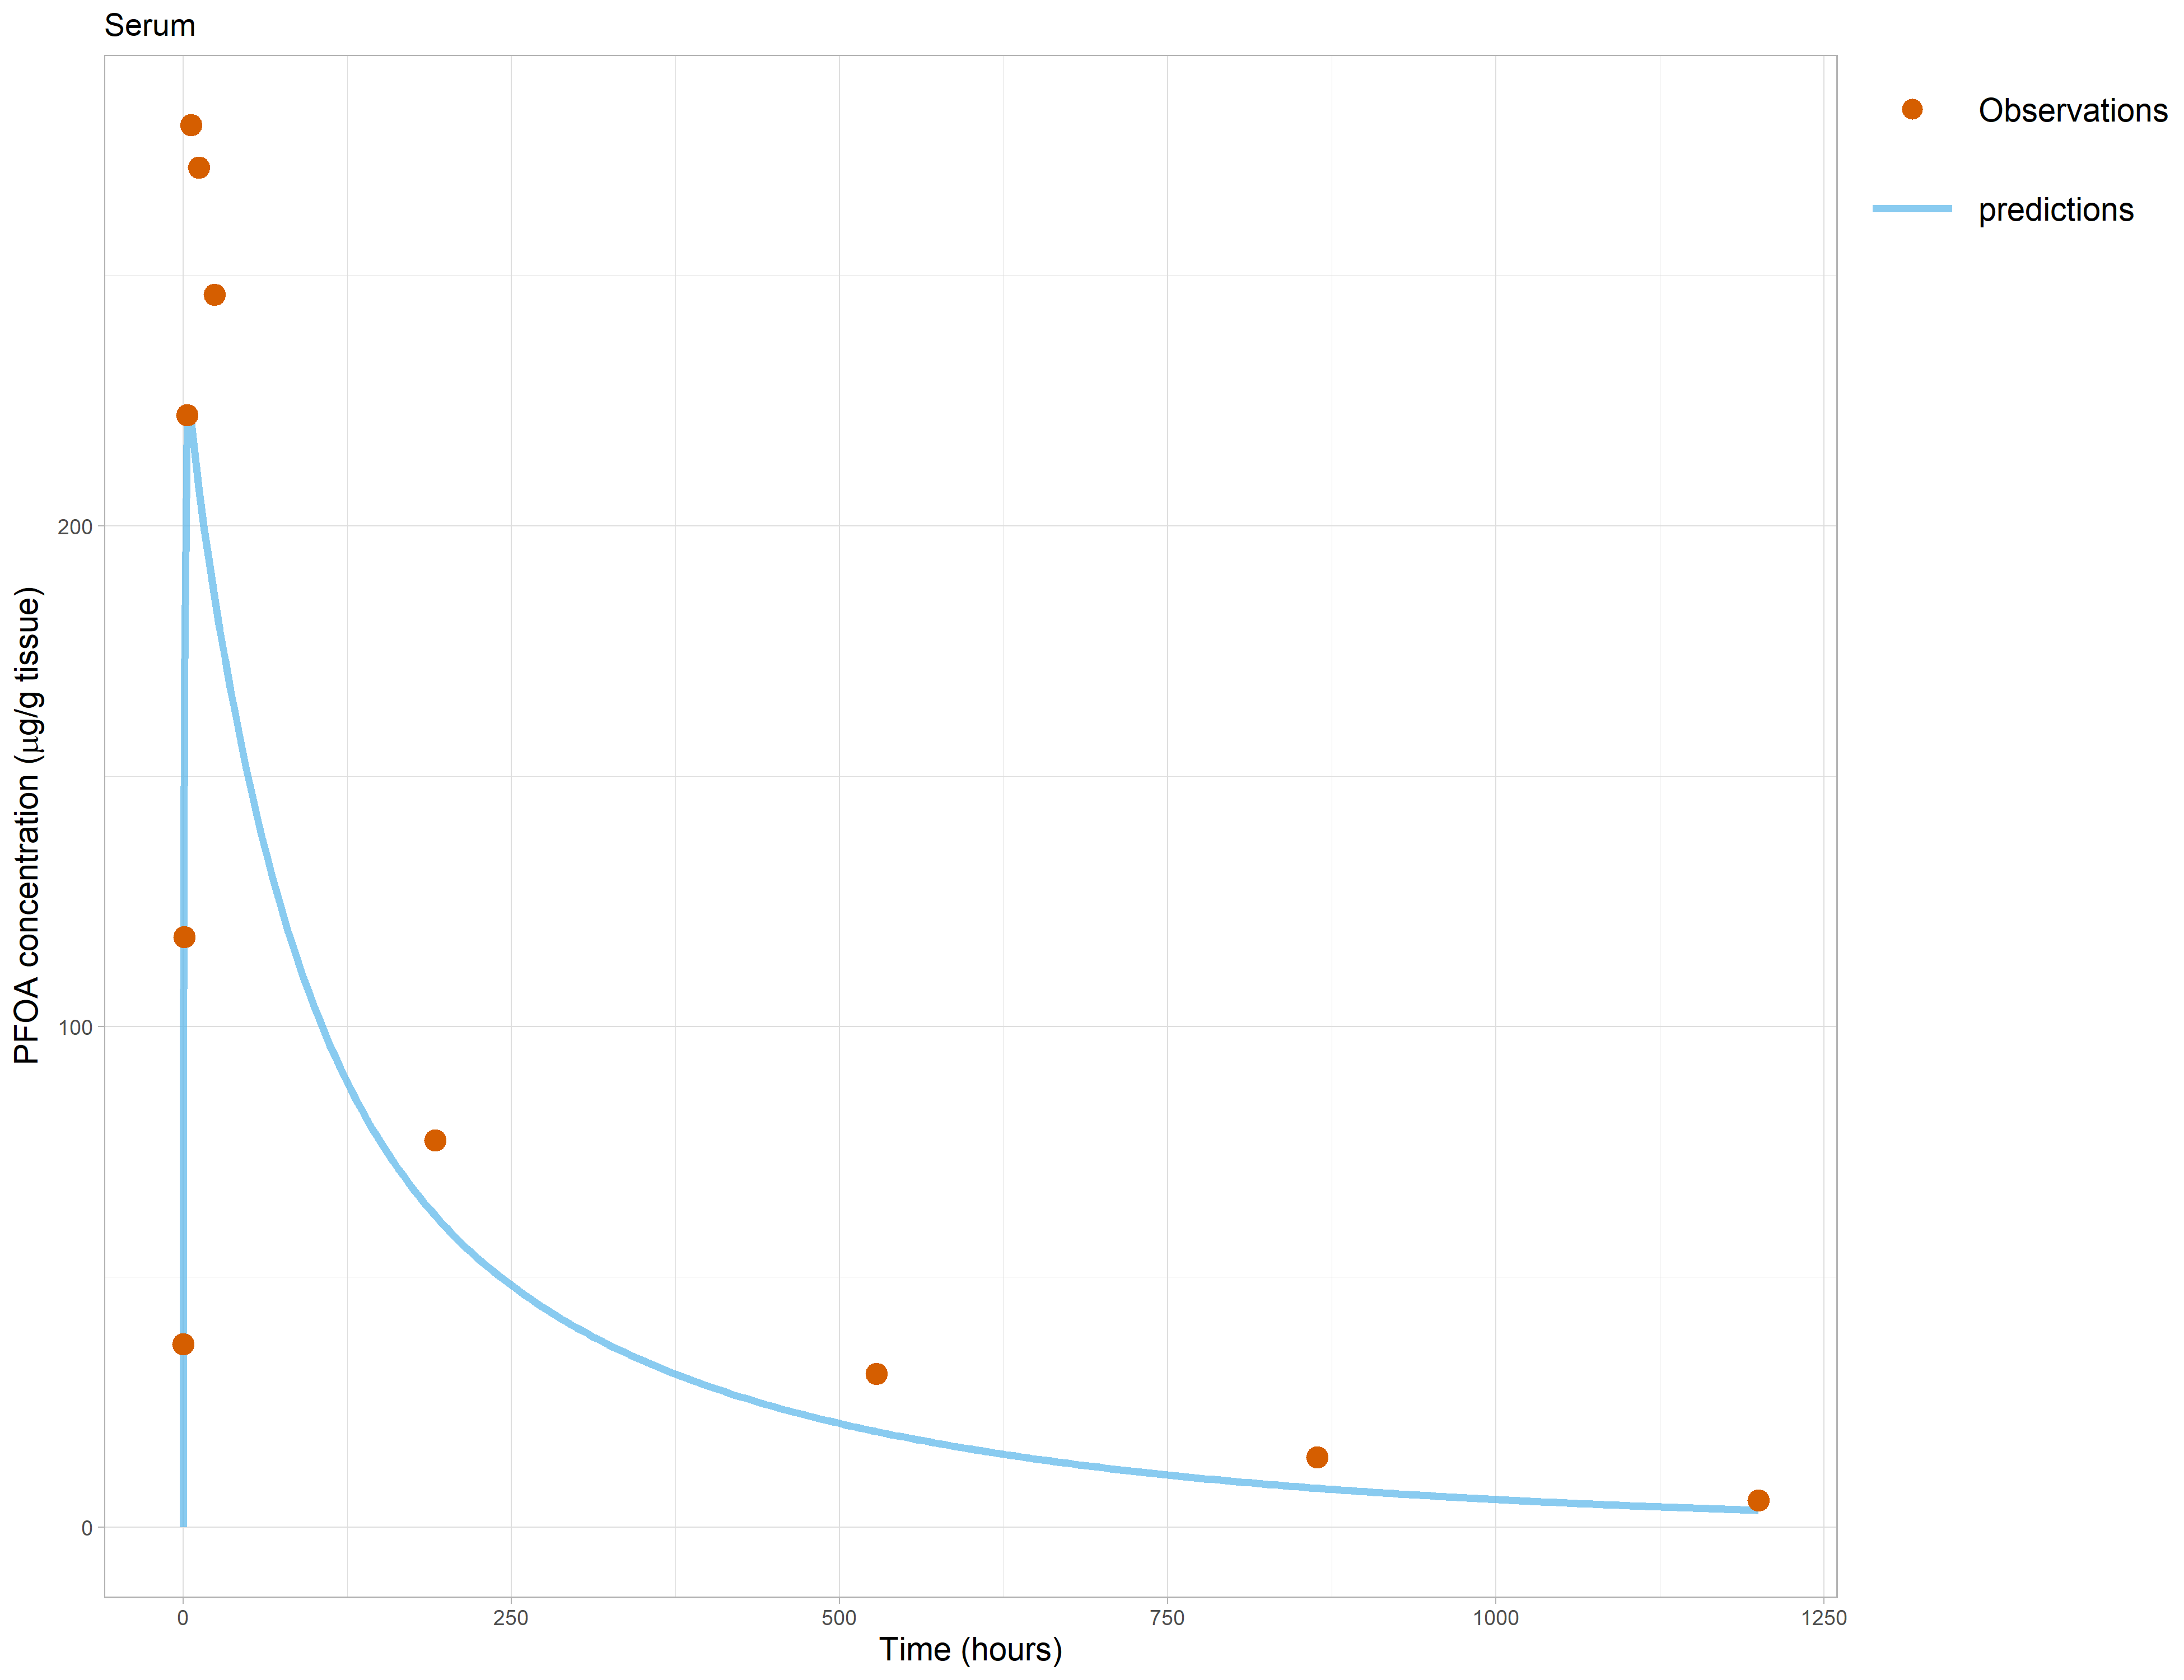 Serum
Observations
predictions
PFOA concentration (μg/g tissue)
200
100
0
0 250 500 750 1000 1250
Time (hours)